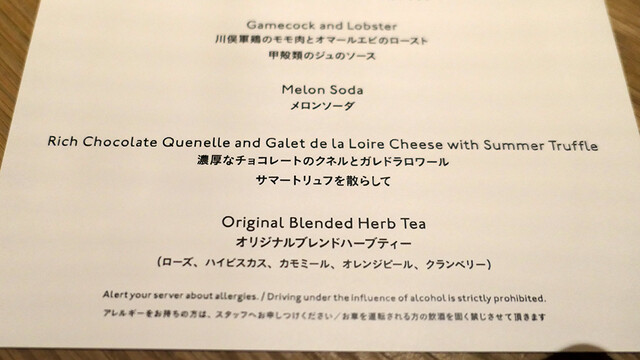 Gamecock and Lobster
川俣軍鶏のモモ肉とオマールエビのロースト
甲殻類のジュのソース
Melon Soda
メロンソーダ
Rich Chocolate Quenelle and Galet de la Loire Cheese with Summer Truffle
濃厚なチョコレートのクネルとガレドラロワール
サマートリュフを散らして
Original Blended Herb Tea
オリジナルブレンドハーブティー
（ローズ、ハイビスカス、カモミール、オレンジピール、クランベリー）
Alert your server about allergies. / Driving under the influence of alcohol is strictly prohibited.
アレルギーをお持ちの方は、スタッフへお申しつけください／お車を運転される方の飲酒を固く禁じさせて頂きます